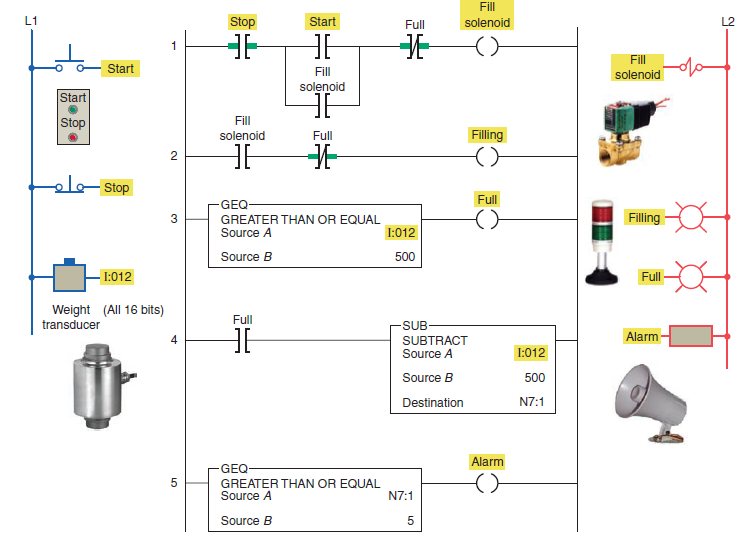 L1
Start
Start
Stop
Stop
I:012
Weight (All 16 bits)
transducer
1
Stop
Start
Full
Fill
solenoid
Fill
solenoid
2
Fill
solenoid
Full
Filling
3
GEQ
GREATER THAN OR EQUAL
Source A
I:012
Source B 500
Full
4
Full
SUB
SUBTRACT
Source A I:012
Source B 500
Destination N7:1
5
GEQ
GREATER THAN OR EQUAL
Source A N7:1
Source B 5
Alarm
L2
Fill
solenoid
Filling
Full
Alarm